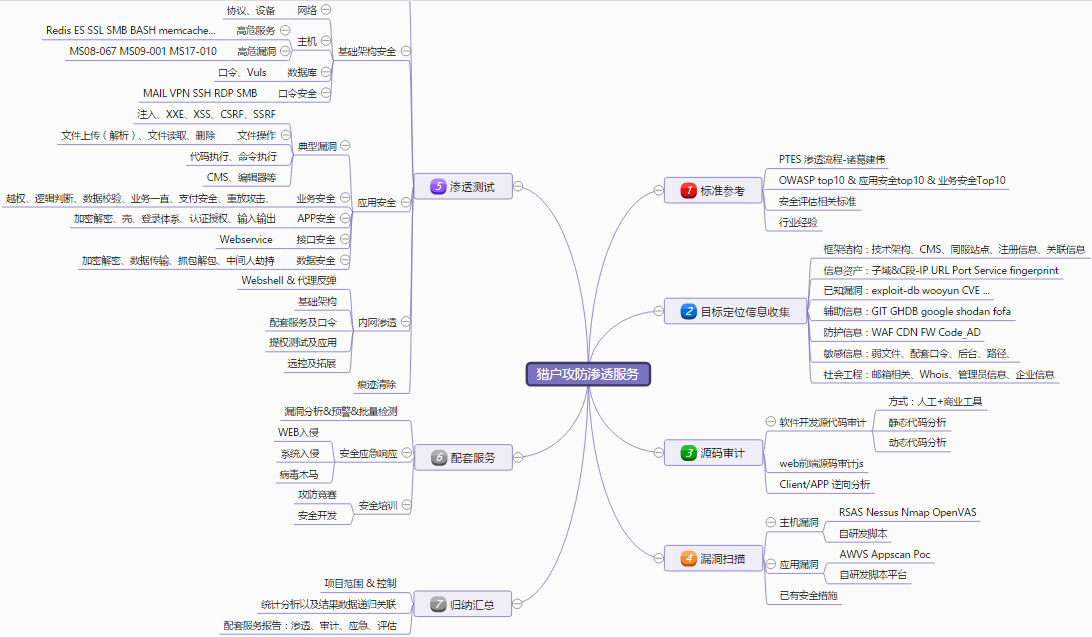 猎户攻防渗透服务
1 标准参考
PTES 渗透流程-诸葛建伟
OWASP top10 & 应用安全top10 & 业务安全Top10
安全评估相关标准
行业经验
2 目标定位信息收集
框架结构：技术架构、CMS、同服站点、注册信息、关联信息
信息资产：子域&C段-IP URL Port Service fingerprint
已知漏洞：exploit-db wooyun CVE ...
辅助信息：GIT GHDB google shodan fofa
防护信息：WAF CDN FW Code_AD
敏感信息：弱文件、配套口令、后台、路径、
社会工程：邮箱相关、Whois、管理员信息、企业信息
3 源码审计
软件开发源代码审计
方式：人工+商业工具
静态代码分析
动态代码分析
web前端源码审计js
Client/APP 逆向分析
4 漏洞扫描
主机漏洞
RSAS Nessus Nmap OpenVAS
自研发脚本
应用漏洞
AWVS Appscan Poc
自研发脚本平台
已有安全措施
5 渗透测试
基础架构安全
网络
协议、设备
主机
高危服务
Redis ES SSL SMB BASH memcache...
高危漏洞
MS08-067 MS09-001 MS17-010
数据库
口令、Vuls
口令安全
MAIL VPN SSH RDP SMB
应用安全
典型漏洞
注入、XXE、XSS、CSRF、SSRF
文件操作
文件上传（解析）、文件读取、删除
代码执行、命令执行
CMS、编辑器等
业务安全
越权、逻辑判断、数据校验、业务一直、支付安全、重放攻击、
APP安全
加密解密、壳、登录体系、认证授权、输入输出
接口安全
Webservice
数据安全
加密解密、数据传输、抓包解包、中间人劫持
内网渗透
Webshell & 代理反弹
基础架构
配套服务及口令
提权测试及应用
远控及拓展
痕迹清除
6 配套服务
漏洞分析&预警&批量检测
安全应急响应
WEB入侵
系统入侵
病毒木马
安全培训
攻防竞赛
安全开发
7 归纳汇总
项目范围 & 控制
统计分析以及结果数据递归关联
配套服务报告：渗透、审计、应急、评估